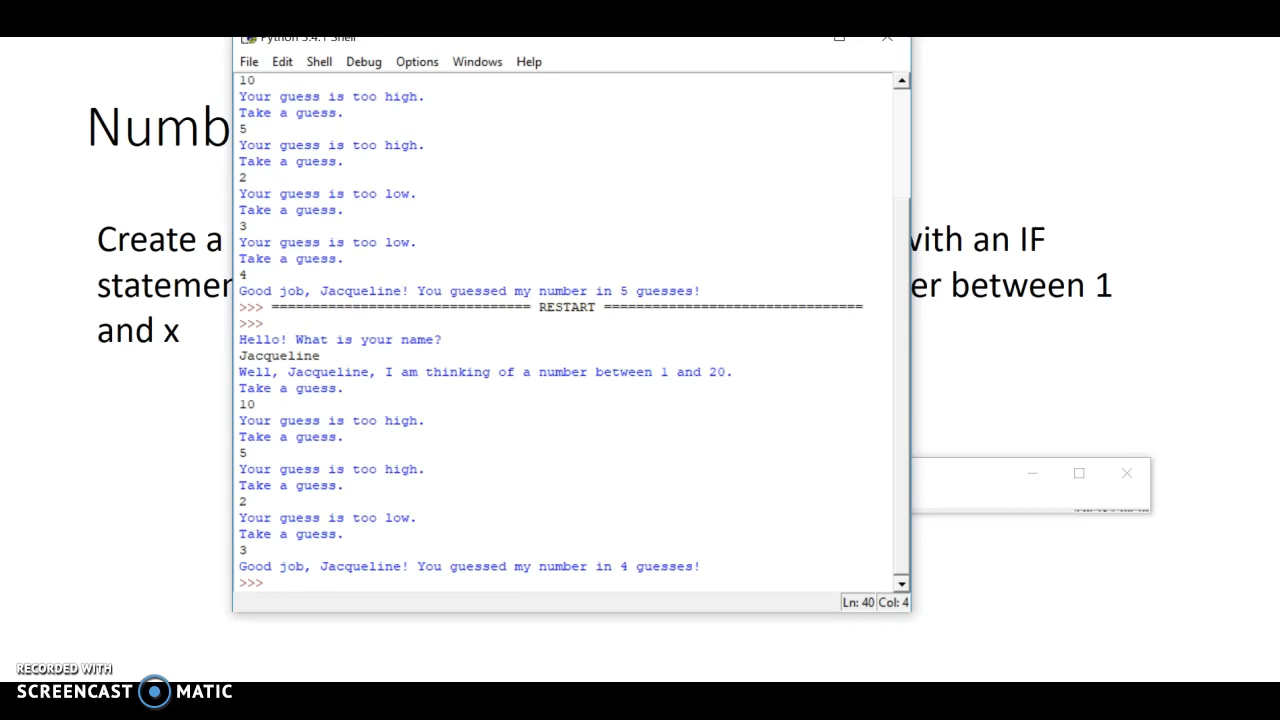 Python 3.4.1 Shell
File Edit Shell Debug Options Windows Help
10
Your guess is too high.
Take a guess.
5
Your guess is too high.
Take a guess.
2
Your guess is too low.
Take a guess.
3
Your guess is too low.
Take a guess.
4
Good job, Jacqueline! You guessed my number in 5 guesses!
>>> ================================ RESTART ================================
>>>
Hello! What is your name?
Jacqueline
Well, Jacqueline, I am thinking of a number between 1 and 20.
Take a guess.
10
Your guess is too high.
Take a guess.
5
Your guess is too high.
Take a guess.
2
Your guess is too low.
Take a guess.
3
Good job, Jacqueline! You guessed my number in 4 guesses!
>>>
Ln: 40 Col: 4
Numb
Create a with an IF
statemen er between 1
and x
RECORDED WITH
SCREENCAST MATIC